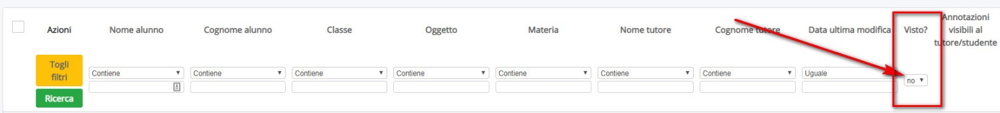 Azioni
Nome alunno
Cognome alunno
Classe
Oggetto
Materia
Nome tutore
Cognome tutore
Data ultima modifica
Visto?
Annotazioni
visibili al
tutore/studente
Togli
filtri
Contiene
Contiene
Contiene
Contiene
Contiene
Contiene
Contiene
Uguale
no
Ricerca